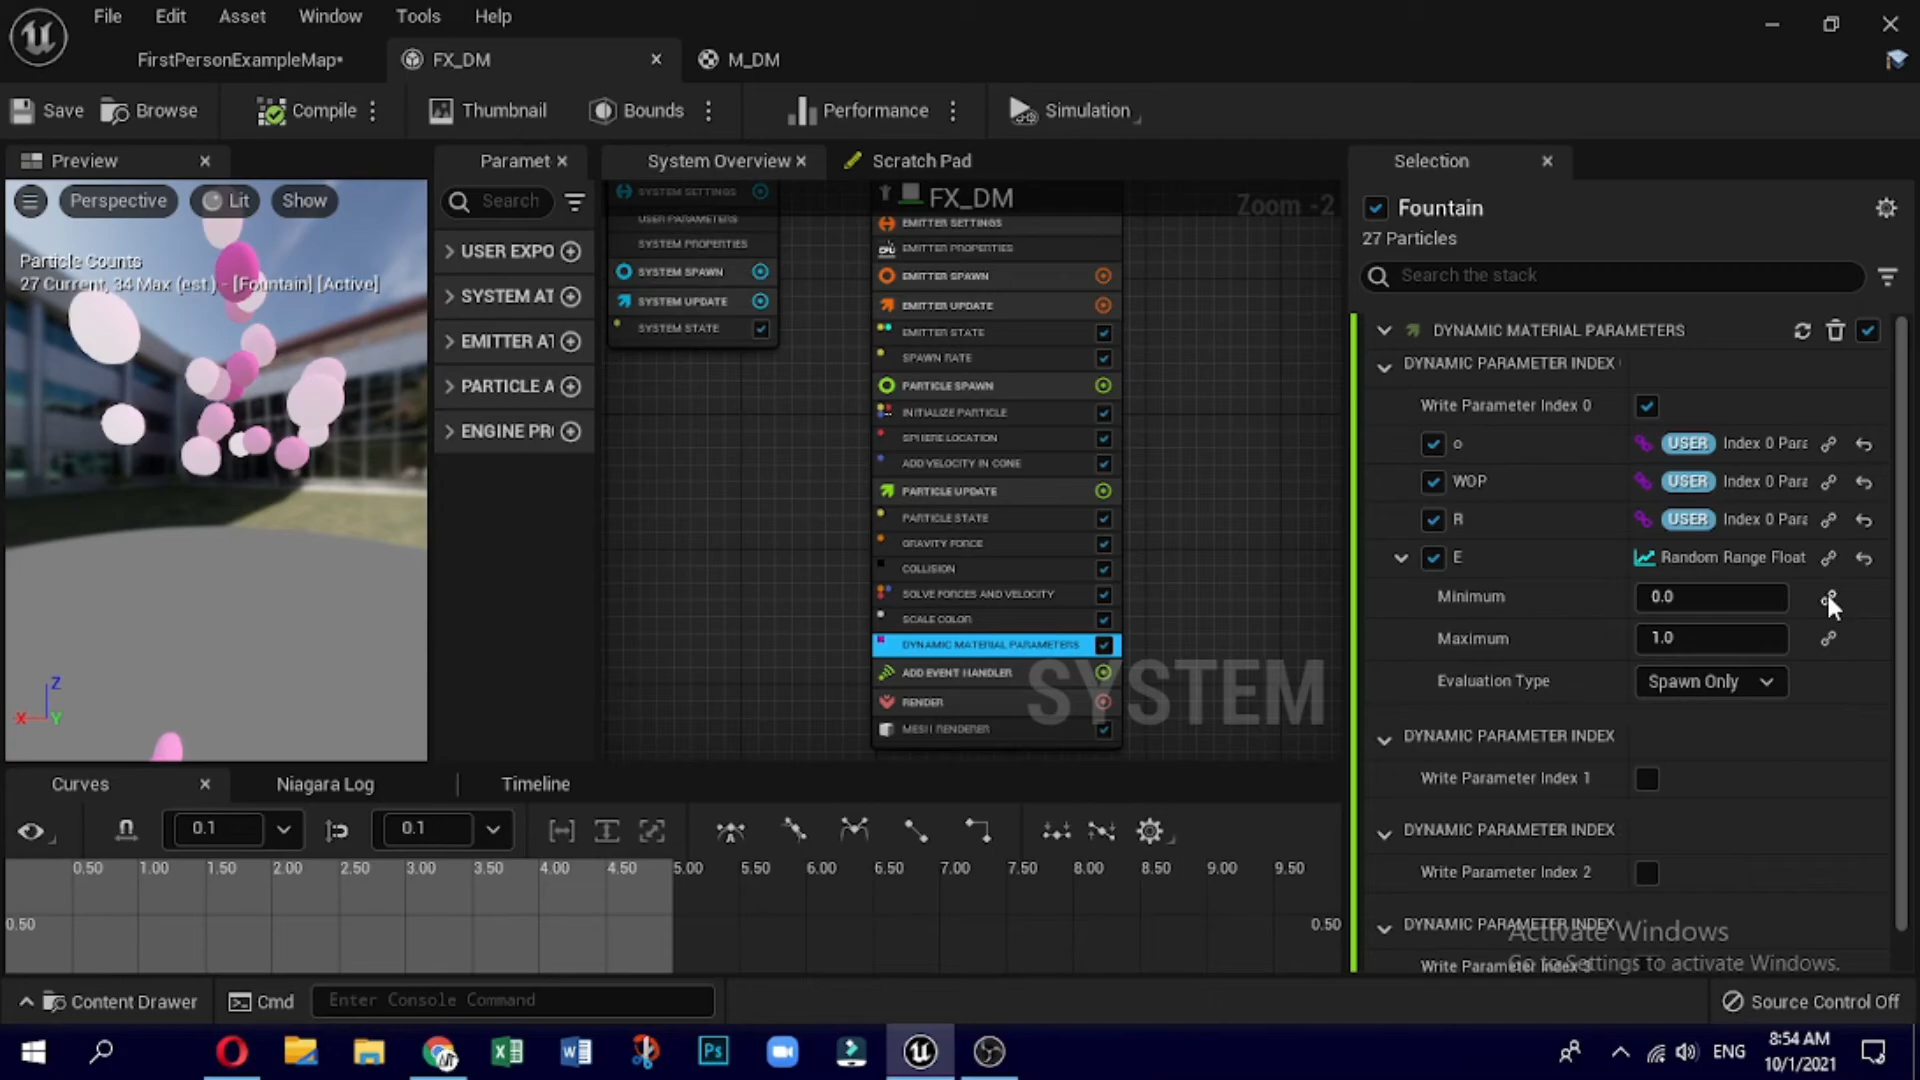 File Edit Asset Window Tools Help
FirstPersonExampleMap* FX_DM M_DM
Save Browse Compile Thumbnail Bounds Performance Simulation
Preview Paramet System Overview Scratch Pad Selection
Perspective Lit Show
Particle Counts
27 Current, 34 Max (est.) - [Fountain] [Active]
Z
X Y
Search
USER EXPO
SYSTEM AT
EMITTER AT
PARTICLE A
ENGINE PR
SYSTEM SETTINGS
USER PARAMETERS
SYSTEM PROPERTIES
SYSTEM SPAWN
SYSTEM UPDATE
SYSTEM STATE
FX_DM
Zoom -2
EMITTER SETTINGS
EMITTER PROPERTIES
EMITTER SPAWN
EMITTER UPDATE
EMITTER STATE
SPAWN RATE
PARTICLE SPAWN
INITIALIZE PARTICLE
SPHERE LOCATION
ADD VELOCITY IN CONE
PARTICLE UPDATE
PARTICLE STATE
GRAVITY FORCE
COLLISION
SOLVE FORCES AND VELOCITY
SCALE COLOR
DYNAMIC MATERIAL PARAMETERS
ADD EVENT HANDLER
RENDER
MESH RENDERER
SYSTEM
Fountain
27 Particles
Search the stack
DYNAMIC MATERIAL PARAMETERS
DYNAMIC PARAMETER INDEX
Write Parameter Index 0
o USER Index 0 Para
WOP USER Index 0 Para
R USER Index 0 Para
E Random Range Float
Minimum 0.0
Maximum 1.0
Evaluation Type Spawn Only
DYNAMIC PARAMETER INDEX
Write Parameter Index 1
DYNAMIC PARAMETER INDEX
Write Parameter Index 2
DYNAMIC PARAMETER INDEX
Write Parameter Index 3
Activate Windows
Go to Settings to activate Windows.
Curves Niagara Log Timeline
0.1 0.1
0.50 1.00 1.50 2.00 2.50 3.00 3.50 4.00 4.50 5.00 5.50 6.00 6.50 7.00 7.50 8.00 8.50 9.00 9.50
0.50 0.50
Content Drawer Cmd Enter Console Command Source Control Off
Ps ENG 8:54 AM
10/1/2021